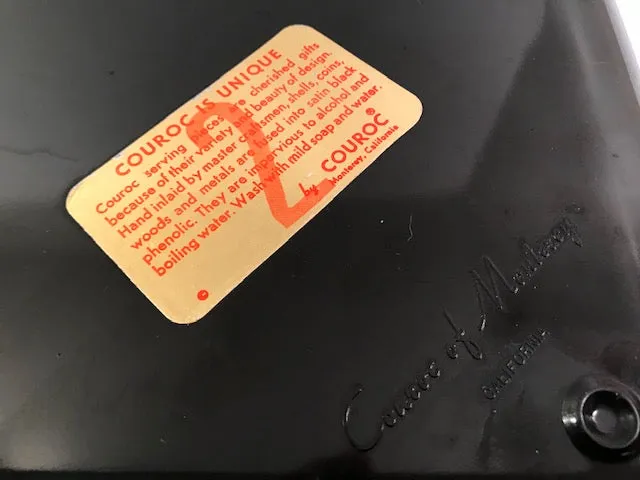 COUROC IS UNIQUE
Couroc serving pieces are cherished gifts
because of their variety and beauty of design.
Hand inlaid by master craftsmen, shells, coins,
woods and metals are fused into satin black
phenolic. They are impervious to alcohol and
boiling water. Wash with mild soap and water.
by COUROC®
Monterey, California
2
Couroc of Monterey
CALIFORNIA